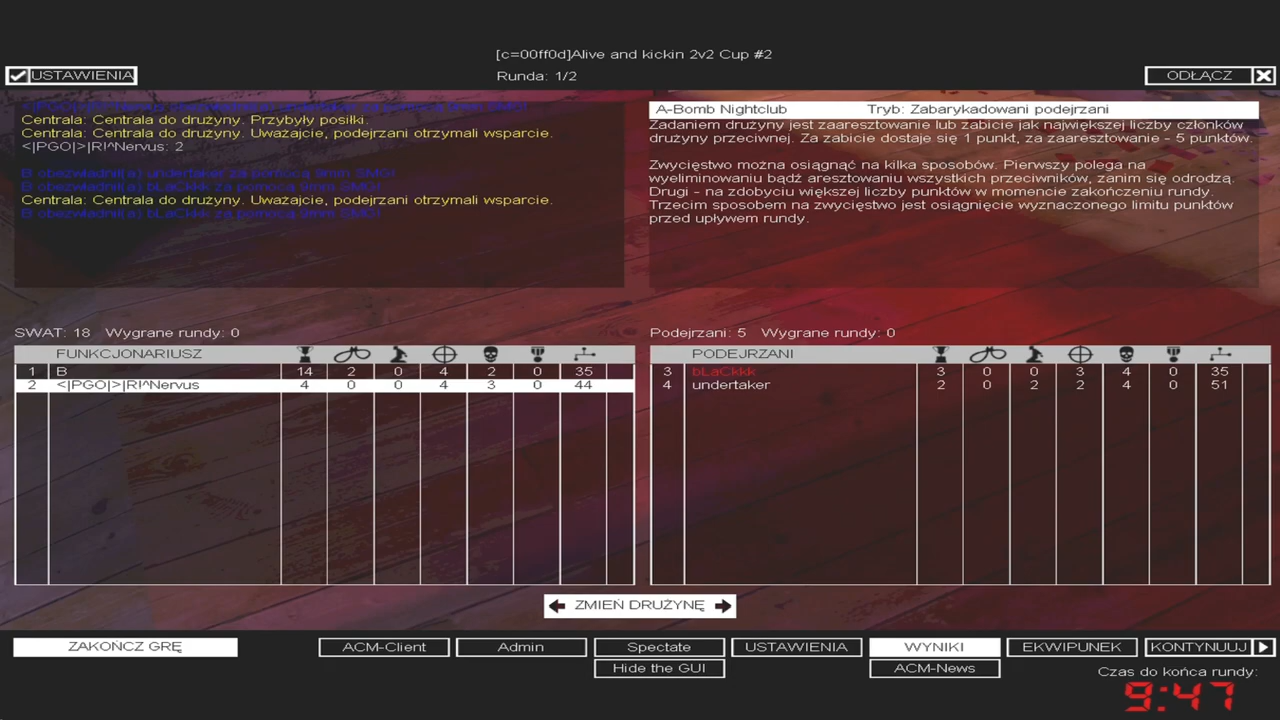 [c=00ff0d]Alive and kickin 2v2 Cup #2
USTAWIENIA
Runda: 1/2
ODŁĄCZ
Centrala: Centrala do drużyny. Przybyły posiłki.
Centrala: Centrala do drużyny. Uważajcie, podejrzani otrzymali wsparcie.
<|PGO|>|R!^Nervus: 2
B obezwładnił(a) undertaker za pomocą 9mm SMG!
B obezwładnił(a) bLaCkkk za pomocą 9mm SMG!
Centrala: Centrala do drużyny. Uważajcie, podejrzani otrzymali wsparcie.
B obezwładnił(a) bLaCkkk za pomocą 9mm SMG!
A-Bomb Nightclub Tryb: Zabarykadowani podejrzani
Zadaniem drużyny jest zaaresztowanie lub zabicie jak największej liczby członków
drużyny przeciwnej. Za zabicie dostaje się 1 punkt, za zaaresztowanie - 5 punktów.
Zwycięstwo można osiągnąć na kilka sposobów. Pierwszy polega na
wyeliminowaniu bądź aresztowaniu wszystkich przeciwników, zanim się odrodzą.
Drugi - na zdobyciu większej liczby punktów w momencie zakończeniu rundy.
Trzecim sposobem na zwycięstwo jest osiągnięcie wyznaczonego limitu punktów
przed upływem rundy.
SWAT: 18 Wygrane rundy: 0
FUNKCJONARIUSZ
1 B 14 2 0 4 2 0 35
2 <|PGO|>|R!^Nervus 4 0 0 4 3 0 44
Podejrzani: 5 Wygrane rundy: 0
PODEJRZANI
3 bLaCkkk 3 0 0 3 4 0 35
4 undertaker 2 0 2 2 4 0 51
ZMIEŃ DRUŻYNĘ
ZAKOŃCZ GRĘ
ACM-Client
Admin
Spectate
USTAWIENIA
WYNIKI
EKWIPUNEK
KONTYNUUJ
Hide the GUI
ACM-News
Czas do końca rundy:
9:47